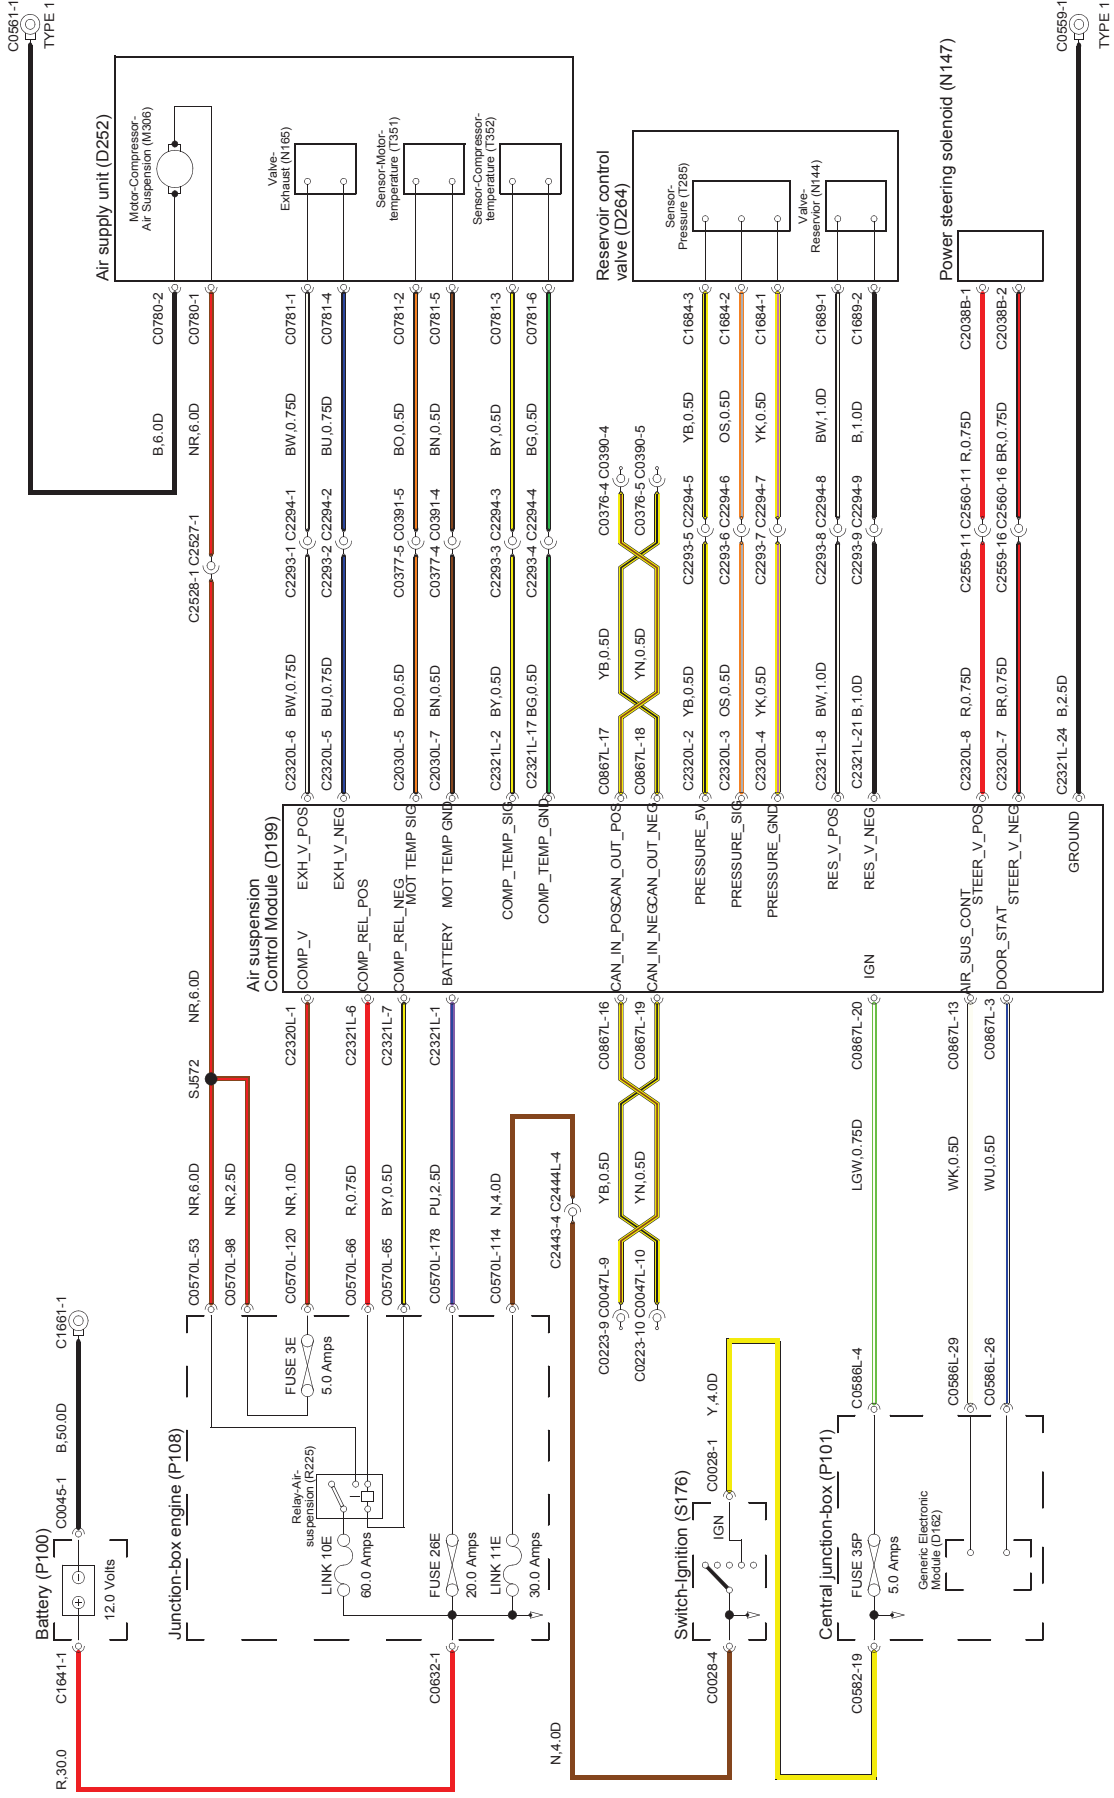 C0561-1
TYPE 1
Air supply unit (D252)
Motor-Compressor-
Air Suspension (M306)
Valve-
Exhaust (N165)
Sensor-Motor-
temperature (T351)
Sensor-Compressor-
temperature (T352)
Reservoir control
valve (D264)
Sensor-
Pressure (T285)
Valve-
Reservior (N144)
Power steering solenoid (N147)
C0559-1
TYPE 1
C0780-2
C0780-1
C0781-1
C0781-4
C0781-2
C0781-5
C0781-3
C0781-6
C1684-3
C1684-2
C1684-1
C1689-1
C1689-2
C2038B-1
C2038B-2
B,6.0D
NR,6.0D
BW,0.75D
BU,0.75D
BO,0.5D
BN,0.5D
BY,0.5D
BG,0.5D
YB,0.5D
OS,0.5D
YK,0.5D
BW,1.0D
B,1.0D
R,0.75D
BR,0.75D
C2528-1 C2527-1
C2293-1 C2294-1
C2293-2 C2294-2
C0377-5 C0391-5
C0377-4 C0391-4
C2293-3 C2294-3
C2293-4 C2294-4
C0376-4 C0390-4
C0376-5 C0390-5
C2293-5 C2294-5
C2293-6 C2294-6
C2293-7 C2294-7
C2293-8 C2294-8
C2293-9 C2294-9
C2559-11 C2560-11
C2559-16 C2560-16
C2320L-6 BW,0.75D
C2320L-5 BU,0.75D
C2030L-5 BO,0.5D
C2030L-7 BN,0.5D
C2321L-2 BY,0.5D
C2321L-17 BG,0.5D
C0867L-17 YB,0.5D
C0867L-18 YN,0.5D
C2320L-2 YB,0.5D
C2320L-3 OS,0.5D
C2320L-4 YK,0.5D
C2321L-8 BW,1.0D
C2321L-21 B,1.0D
C2320L-8 R,0.75D
C2320L-7 BR,0.75D
C2321L-24 B,2.5D
Air suspension
Control Module (D199)
EXH_V_POS
EXH_V_NEG
MOT TEMP SIG
MOT TEMP GND
COMP_TEMP_SIG
COMP_TEMP_GND
CAN_OUT_POS
CAN_OUT_NEG
PRESSURE_5V
PRESSURE_SIG
PRESSURE_GND
RES_V_POS
RES_V_NEG
STEER_V_POS
STEER_V_NEG
GROUND
COMP_V
COMP_REL_POS
COMP_REL_NEG
BATTERY
CAN_IN_POS
CAN_IN_NEG
IGN
AIR_SUS_CONT
DOOR_STAT
NR,6.0D
SJ572
C2320L-1
C2321L-6
C2321L-7
C2321L-1
C0867L-16
C0867L-19
C0867L-20
C0867L-13
C0867L-3
C0570L-53 NR,6.0D
C0570L-98 NR,2.5D
C0570L-120 NR,1.0D
C0570L-66 R,0.75D
C0570L-65 BY,0.5D
C0570L-178 PU,2.5D
C0570L-114 N,4.0D
C2443-4 C2444L-4
YB,0.5D
YN,0.5D
C0223-9 C0047L-9
C0223-10 C0047L-10
LGW,0.75D
WK,0.5D
WU,0.5D
C0586L-4
C0586L-29
C0586L-26
C1661-1
B,50.0D
C0045-1
Battery (P100)
12.0 Volts
C1641-1
R,30.0
Junction-box engine (P108)
FUSE 3E
5.0 Amps
Relay-Air-
suspension (R225)
LINK 10E
60.0 Amps
FUSE 26E
20.0 Amps
LINK 11E
30.0 Amps
C0632-1
N,4.0D
Switch-Ignition (S176)
IGN
C0028-1 Y,4.0D
C0028-4
Central junction-box (P101)
FUSE 35P
5.0 Amps
Generic Electronic
Module (D162)
C0582-19